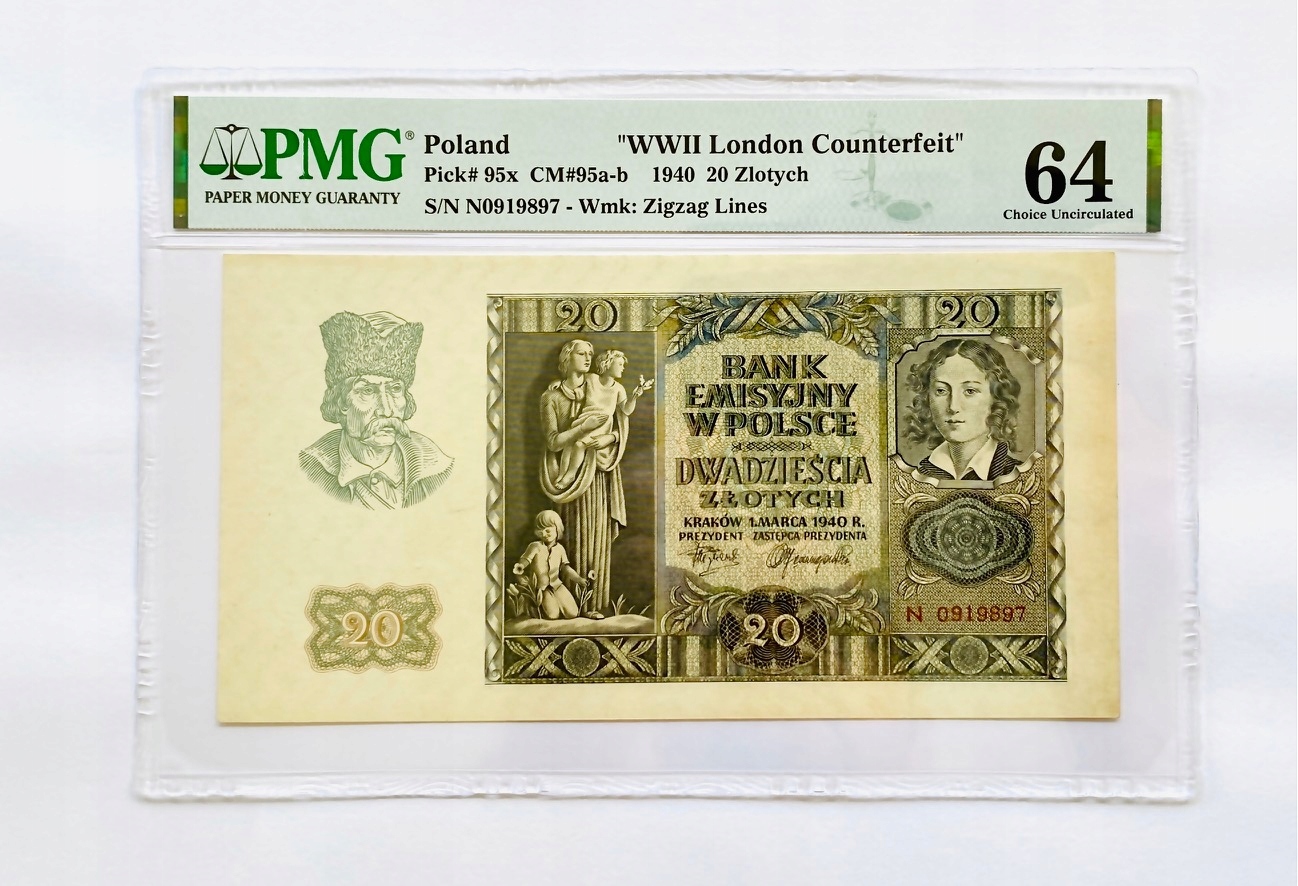 PMG®
PAPER MONEY GUARANTY
Poland "WWII London Counterfeit"
Pick# 95x CM#95a-b 1940 20 Zlotych
S/N N0919897 - Wmk: Zigzag Lines
64
Choice Uncirculated
20 20
BANK
EMISYJNY
W POLSCE
DWADZIEŚCIA
ZŁOTYCH
KRAKÓW 1.MARCA 1940 R.
PREZYDENT ZASTĘPCA PREZYDENTA
N 0919897
20 20